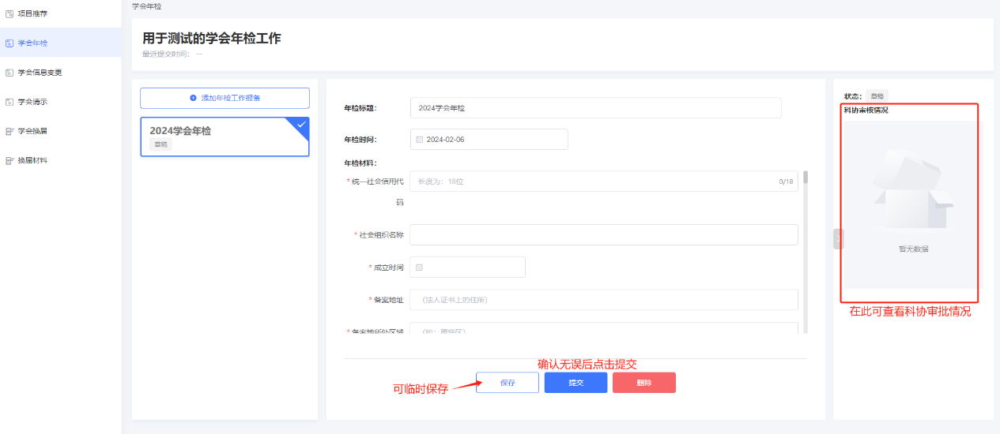 项目推荐
学会年检
学会信息变更
学会请示
学会换届
换届材料
学会年检
用于测试的学会年检工作
最近提交时间： --
添加年检工作报备
2024学会年检
草稿
年检标题：
2024学会年检
年检时间：
2024-02-06
年检材料：
* 统一社会信用代码
长度为：18位
0/18
* 社会组织名称
* 成立时间
* 备案地址
（法人证书上的住所）
* 备案地所处区域
确认无误后点击提交
可临时保存
保存
提交
删除
状态：
草稿
科协审核情况
暂无数据
在此可查看科协审批情况